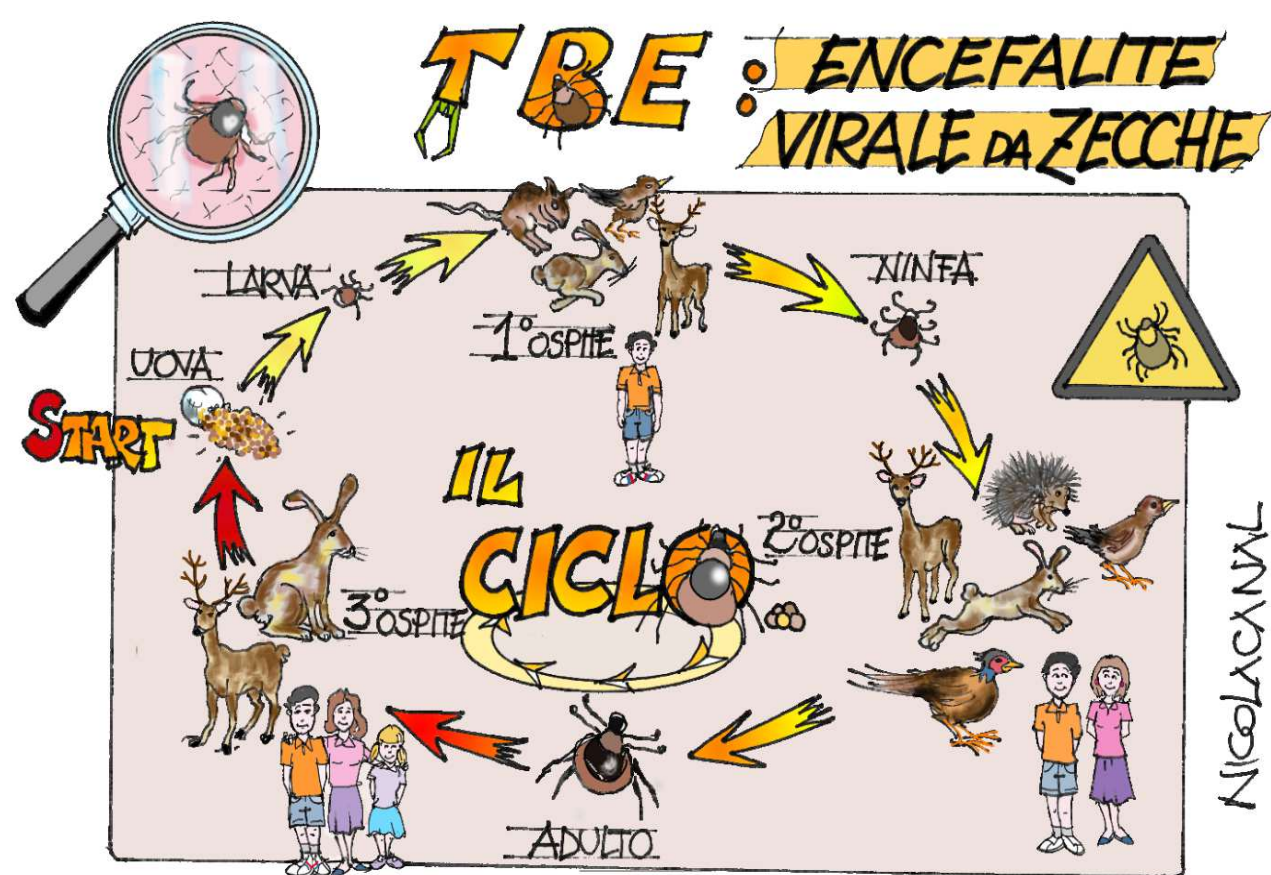 TBE: ENCEFALITE
VIRALE DA ZECCHE
LARVA
NINFA
1° OSPITE
UOVA
START
IL
CICLO
2° OSPITE
3° OSPITE
ADULTO
NICOLACANAL